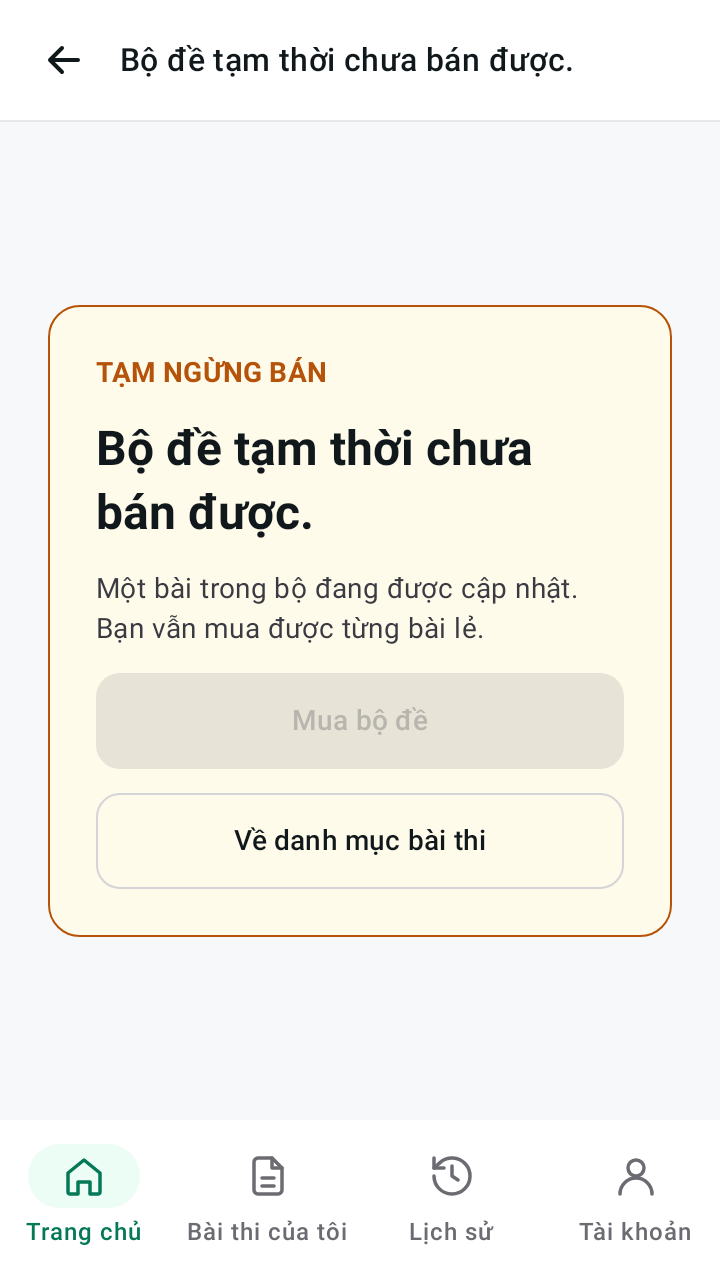 Bộ đề tạm thời chưa bán được.
TẠM NGỪNG BÁN
Bộ đề tạm thời chưa
bán được.
Một bài trong bộ đang được cập nhật.
Bạn vẫn mua được từng bài lẻ.
Mua bộ đề
Về danh mục bài thi
Trang chủ
Bài thi của tôi
Lịch sử
Tài khoản